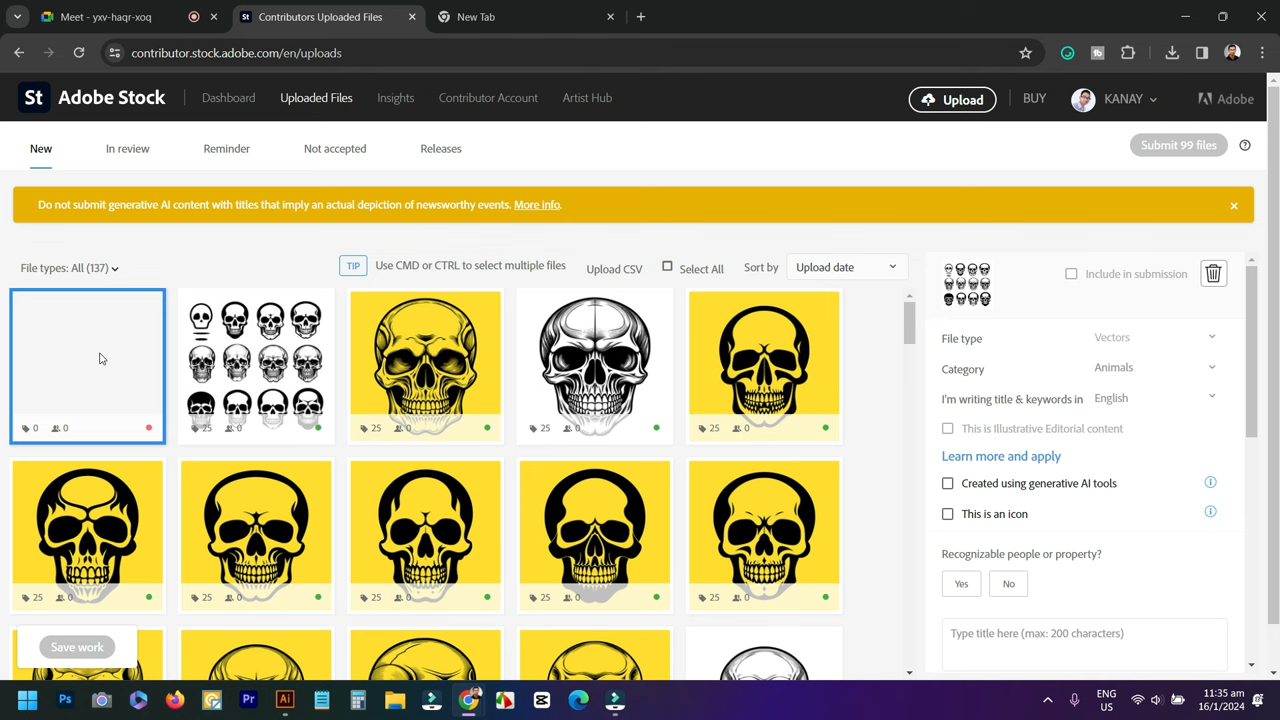 Meet - yxv-haqr-xoq
St Contributors Uploaded Files
New Tab
contributor.stock.adobe.com/en/uploads
tb
St Adobe Stock
Dashboard
Uploaded Files
Insights
Contributor Account
Artist Hub
Upload
BUY
KANAY
Adobe
New
In review
Reminder
Not accepted
Releases
Submit 99 files
Do not submit generative AI content with titles that imply an actual depiction of newsworthy events. More info.
File types: All (137)
TIP Use CMD or CTRL to select multiple files
Upload CSV
Select All
Sort by
Upload date
Include in submission
0 0
25 0
25 0
25 0
25 0
File type
Vectors
Category
Animals
I'm writing title & keywords in
English
This is Illustrative Editorial content
Learn more and apply
Created using generative AI tools
This is an icon
25 0
25 0
25 0
25 0
25 0
Recognizable people or property?
Yes
No
Type title here (max: 200 characters)
Save work
Ps
Pr
Ai
ENG
US
11:35 am
16/1/2024